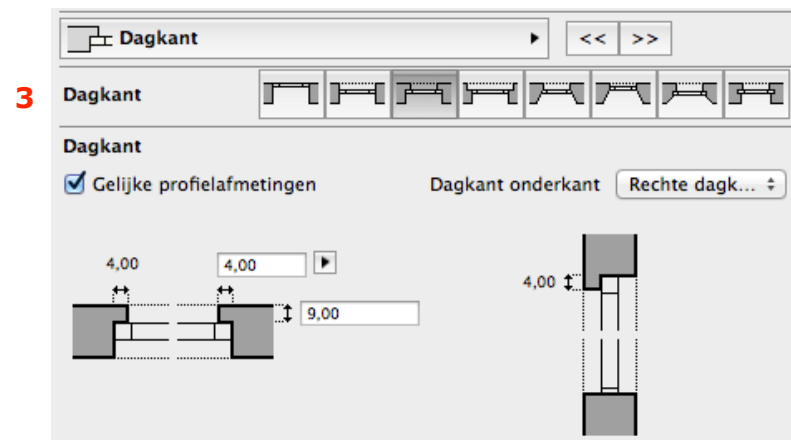 Dagkant
<< >>
3 Dagkant
Dagkant
Gelijke profielafmetingen Dagkant onderkant Rechte dagk...
4,00 4,00 4,00
9,00